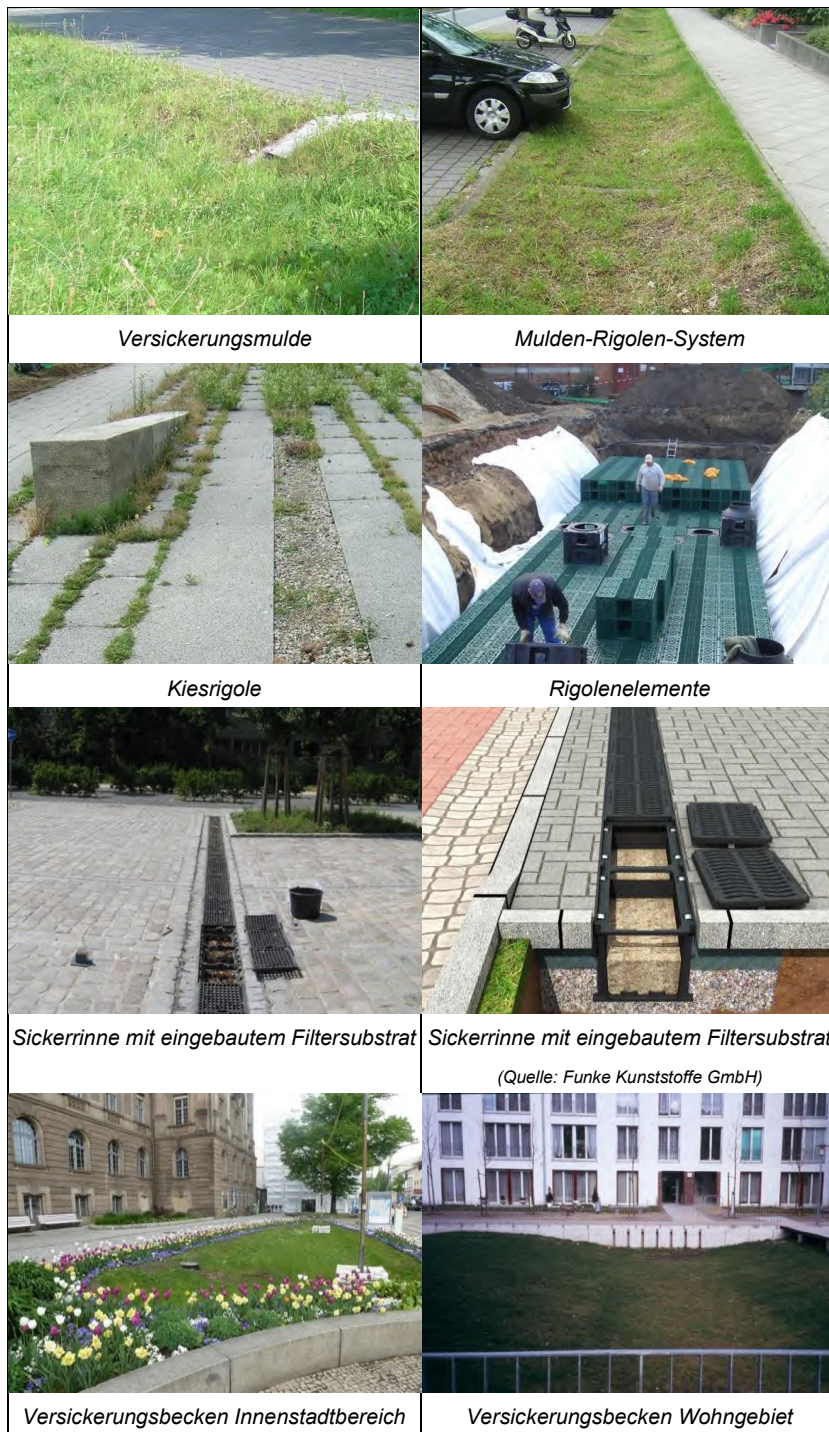 Versickerungsmulde
Mulden-Rigolen-System
Kiesrigole
Rigolenelemente
Sickerrinne mit eingebautem Filtersubstrat
Sickerrinne mit eingebautem Filtersubstrat
(Quelle: Funke Kunststoffe GmbH)
Versickerungsbecken Innenstadtbereich
Versickerungsbecken Wohngebiet